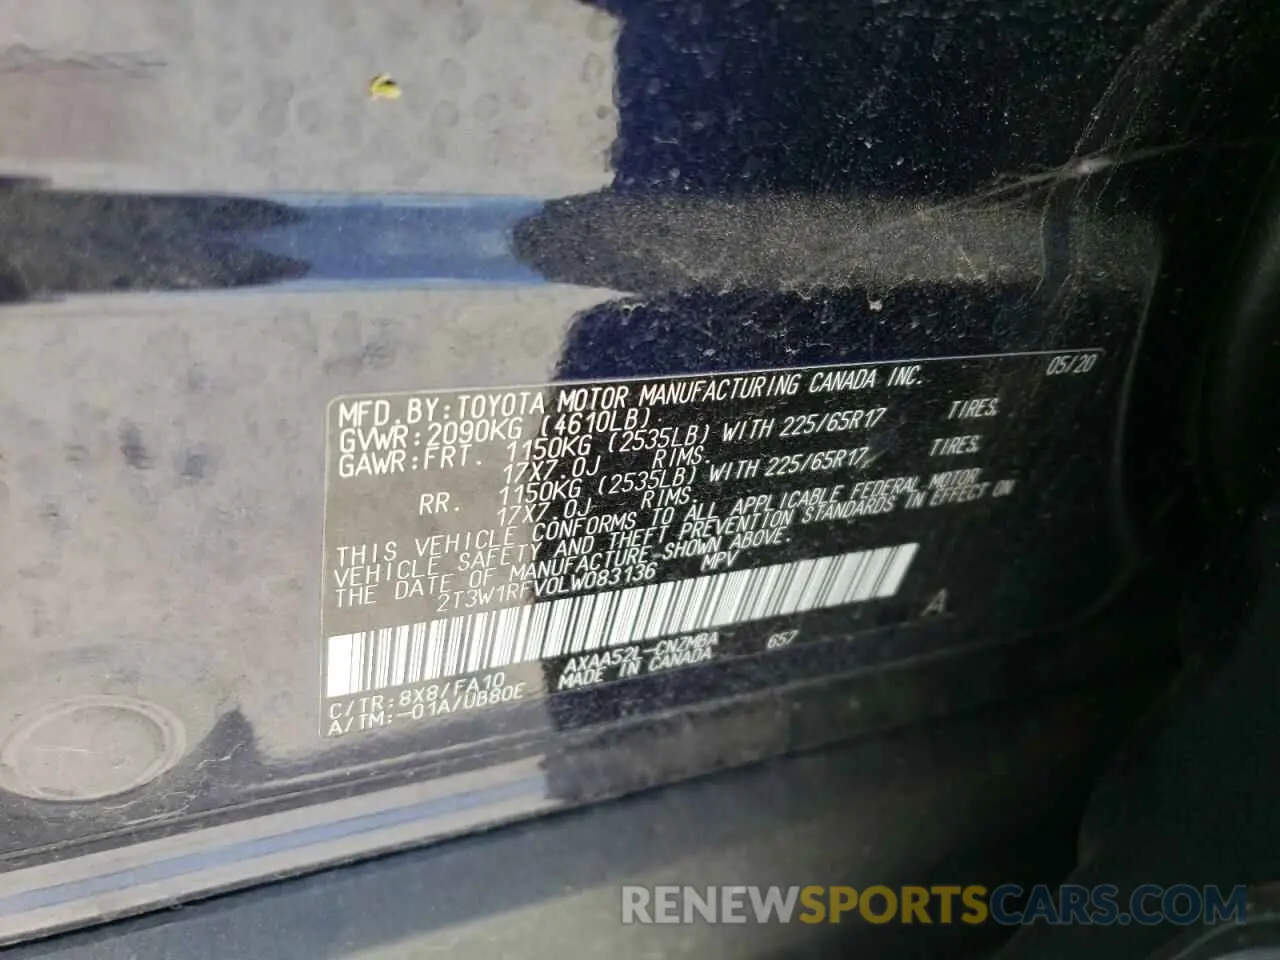 MFD.BY:TOYOTA MOTOR MANUFACTURING CANADA INC. 05/20
GVWR:2090KG (4610LB)
GAWR:FRT. 1150KG (2535LB) WITH 225/65R17 TIRES,
17X7.0J RIMS.
RR. 1150KG (2535LB) WITH 225/65R17, TIRES,
17X7.0J RIMS.
THIS VEHICLE CONFORMS TO ALL APPLICABLE FEDERAL MOTOR
VEHICLE SAFETY AND THEFT PREVENTION STANDARDS IN EFFECT ON
THE DATE OF MANUFACTURE SHOWN ABOVE.
2T3W1RFV0LW083136 MPV
A
C/TR:8X8/FA10 AXAA52L-CNZMBA 657
A/TM:-01A/UB80E MADE IN CANADA
RENEWSPORTSCARS.COM